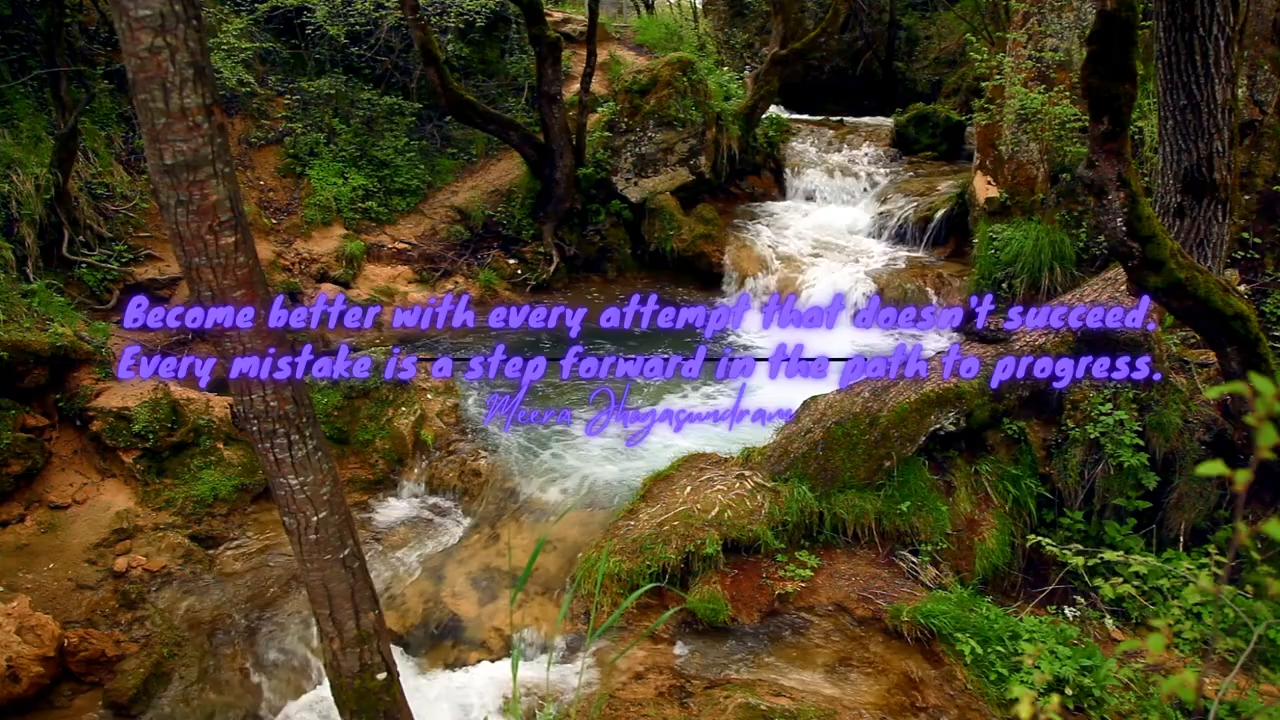 Become better with every attempt that doesn't succeed.
Every mistake is a step forward in the path to progress.
Meera